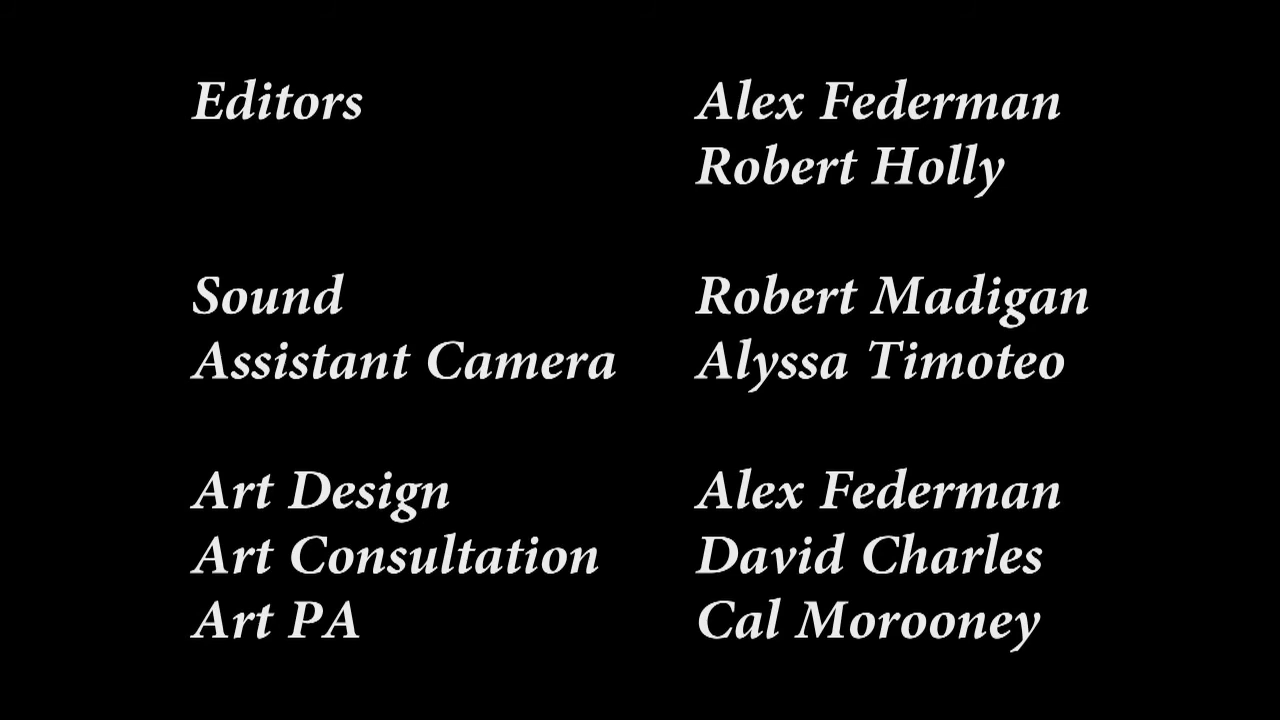 Editors Alex Federman
Robert Holly
Sound Robert Madigan
Assistant Camera Alyssa Timoteo
Art Design Alex Federman
Art Consultation David Charles
Art PA Cal Morooney